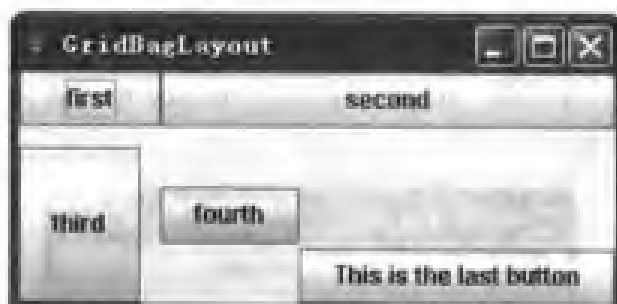 GridBagLayout
first
second
third
fourth
This is the last button